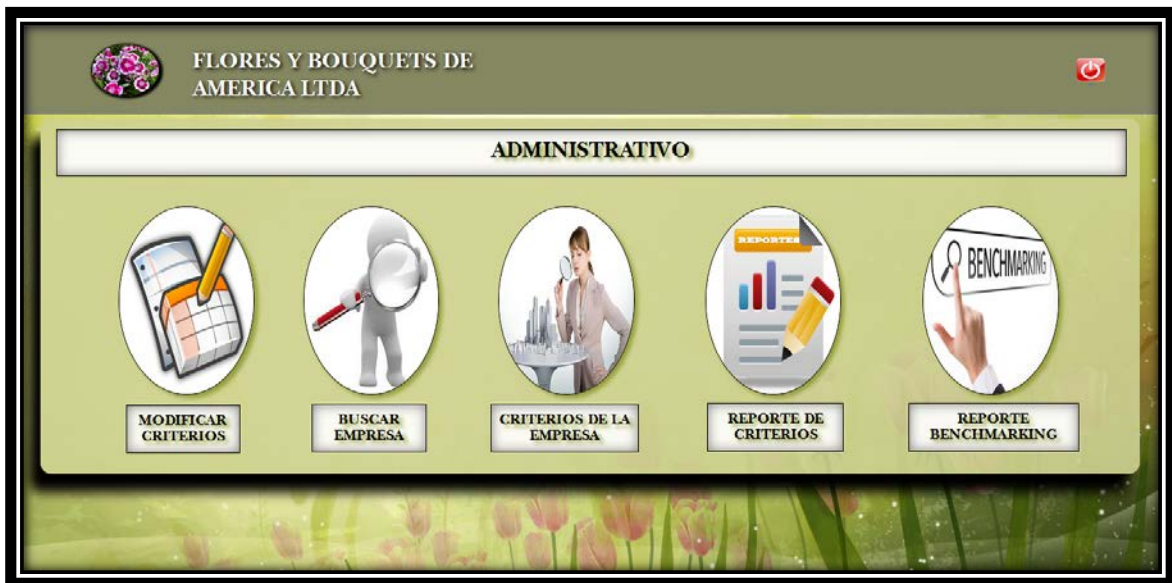 FLORES Y BOUQUETS DE
AMERICA LTDA
ADMINISTRATIVO
REPORTES
BENCHMARKING
MODIFICAR
CRITERIOS
BUSCAR
EMPRESA
CRITERIOS DE LA
EMPRESA
REPORTE DE
CRITERIOS
REPORTE
BENCHMARKING